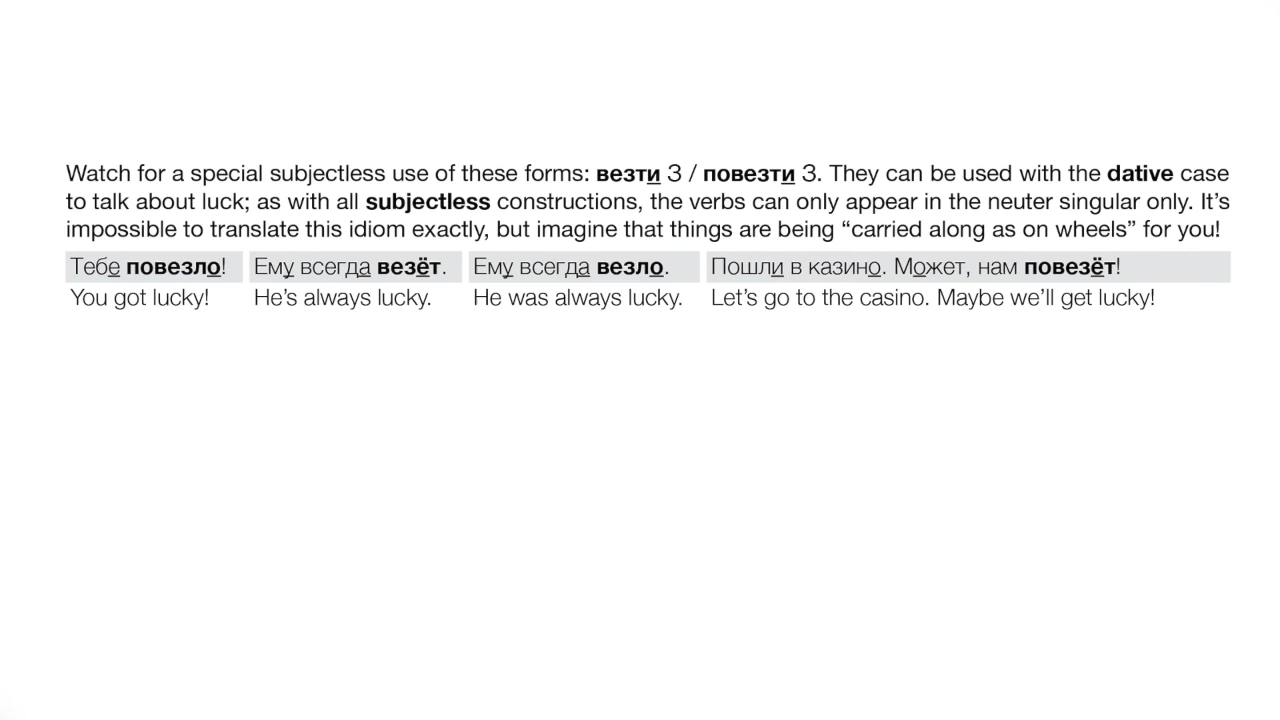 Watch for a special subjectless use of these forms: везти 3 / повезти 3. They can be used with the dative case
to talk about luck; as with all subjectless constructions, the verbs can only appear in the neuter singular only. It’s
impossible to translate this idiom exactly, but imagine that things are being “carried along as on wheels” for you!
Тебе повезло! Ему всегда везёт. Ему всегда везло. Пошли в казино. Может, нам повезёт!
You got lucky! He’s always lucky. He was always lucky. Let’s go to the casino. Maybe we’ll get lucky!